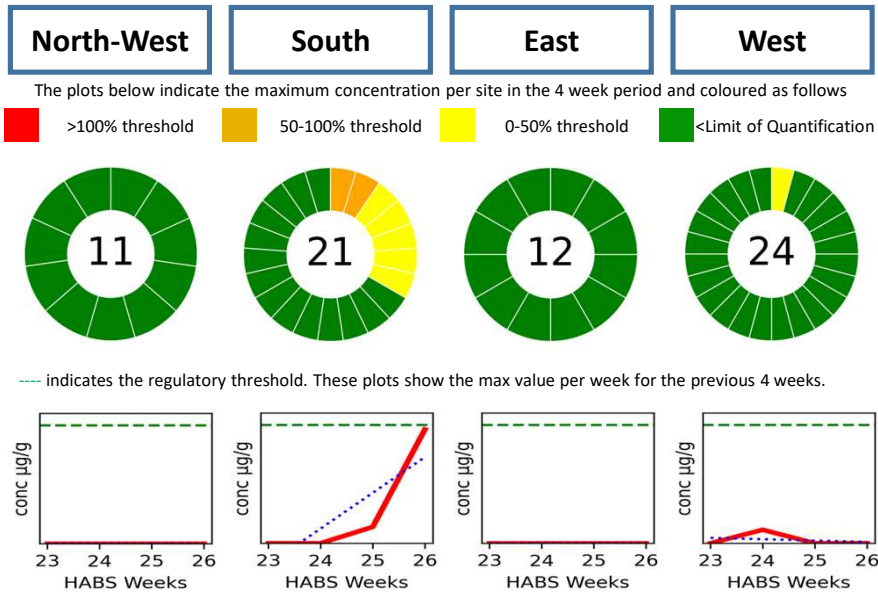 North-West South East West
The plots below indicate the maximum concentration per site in the 4 week period and coloured as follows
>100% threshold 50-100% threshold 0-50% threshold <Limit of Quantification
11 21 12 24
---- indicates the regulatory threshold. These plots show the max value per week for the previous 4 weeks.
conc µg/g conc µg/g conc µg/g conc µg/g
23 24 25 26 23 24 25 26 23 24 25 26 23 24 25 26
HABS Weeks HABS Weeks HABS Weeks HABS Weeks